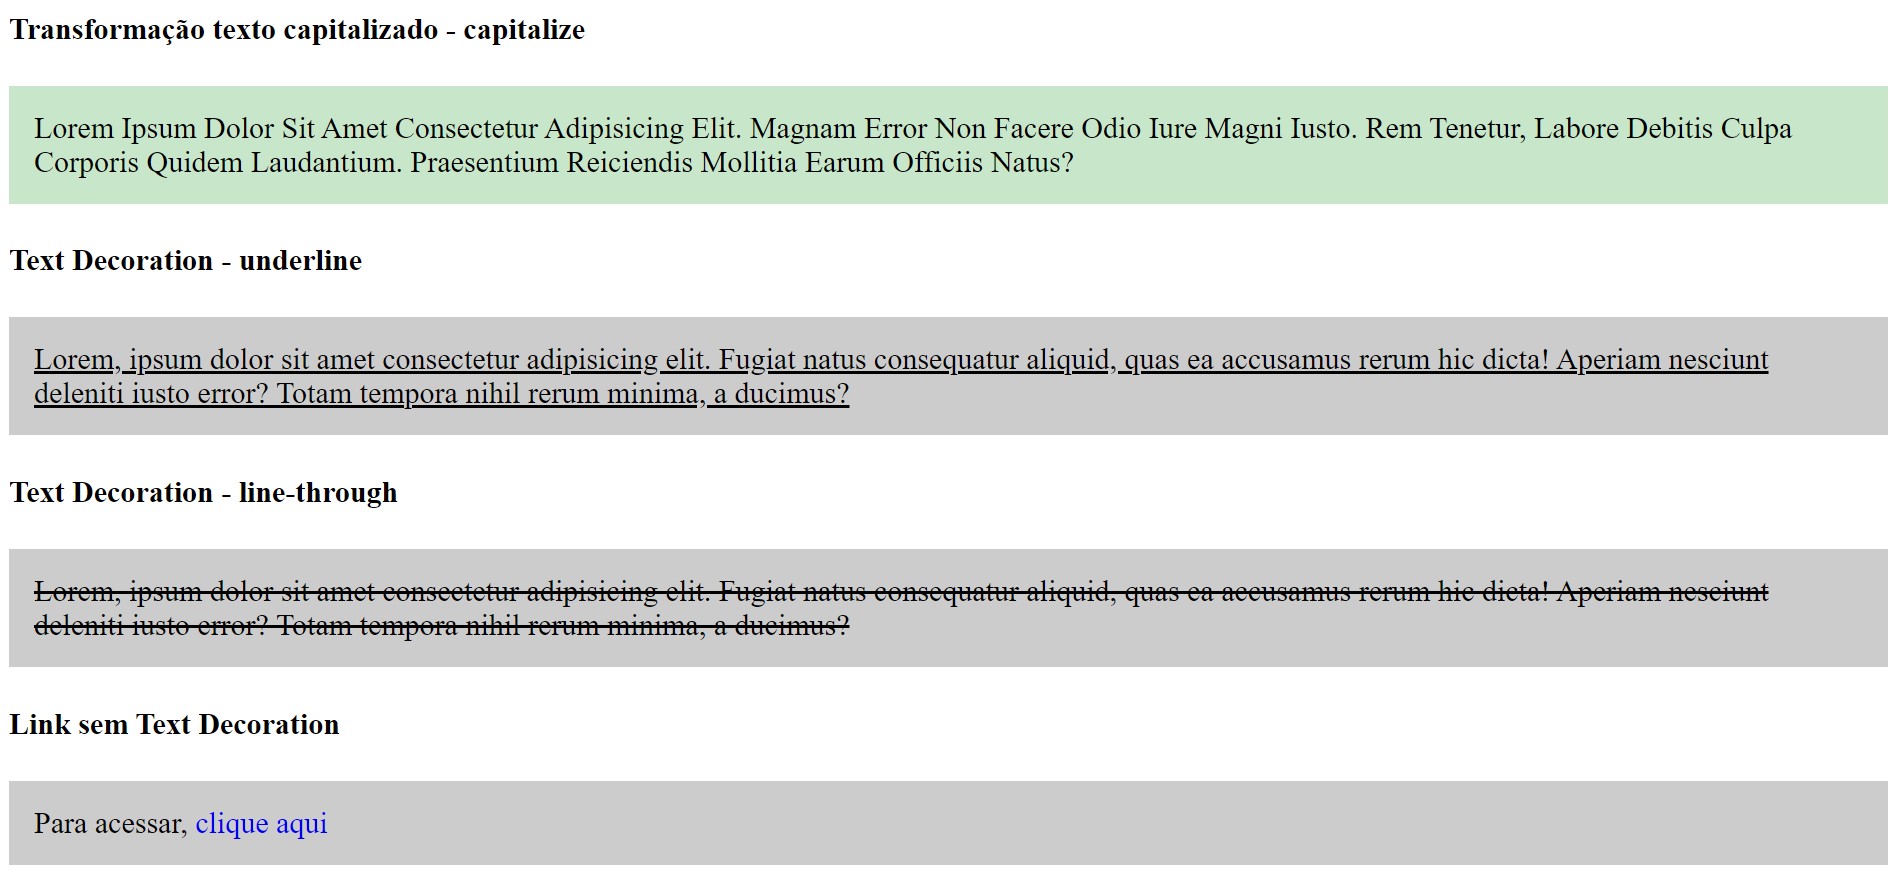 Transformação texto capitalizado - capitalize
Lorem Ipsum Dolor Sit Amet Consectetur Adipisicing Elit. Magnam Error Non Facere Odio Iure Magni Iusto. Rem Tenetur, Labore Debitis Culpa
Corporis Quidem Laudantium. Praesentium Reiciendis Mollitia Earum Officiis Natus?
Text Decoration - underline
Lorem, ipsum dolor sit amet consectetur adipisicing elit. Fugiat natus consequatur aliquid, quas ea accusamus rerum hic dicta! Aperiam nesciunt
deleniti iusto error? Totam tempora nihil rerum minima, a ducimus?
Text Decoration - line-through
Lorem, ipsum dolor sit amet consectetur adipisicing elit. Fugiat natus consequatur aliquid, quas ea accusamus rerum hic dicta! Aperiam nesciunt
deleniti iusto error? Totam tempora nihil rerum minima, a ducimus?
Link sem Text Decoration
Para acessar, clique aqui